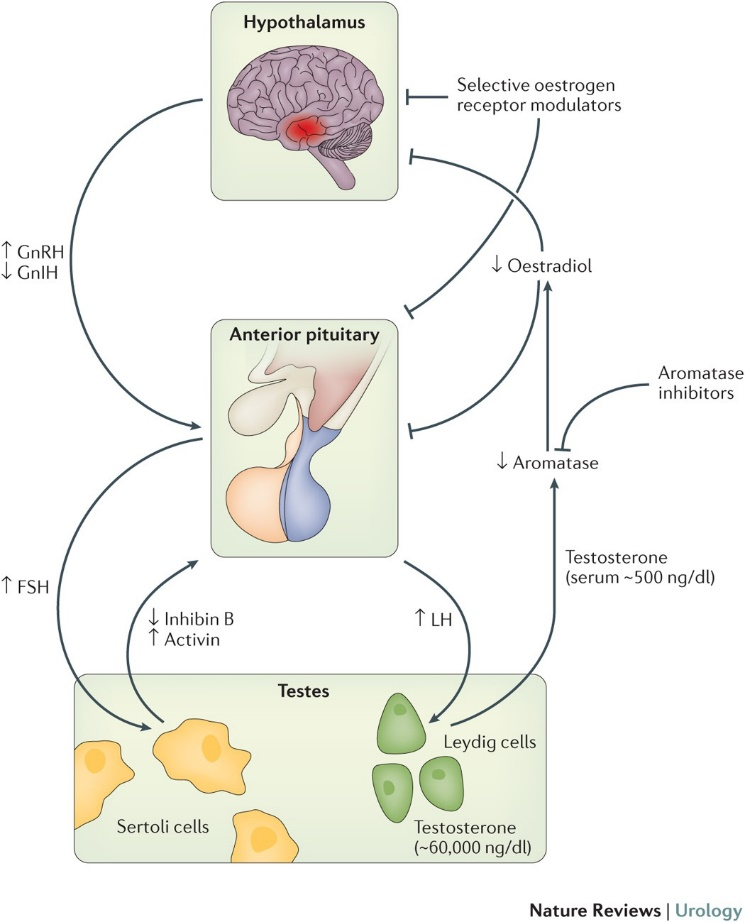 Hypothalamus
Selective oestrogen
receptor modulators
↑ GnRH
↓ GnIH
↓ Oestradiol
Anterior pituitary
Aromatase
inhibitors
↓ Aromatase
Testosterone
(serum ~500 ng/dl)
↑ FSH
↓ Inhibin B
↑ Activin
↑ LH
Testes
Leydig cells
Sertoli cells
Testosterone
(~60,000 ng/dl)
Nature Reviews | Urology